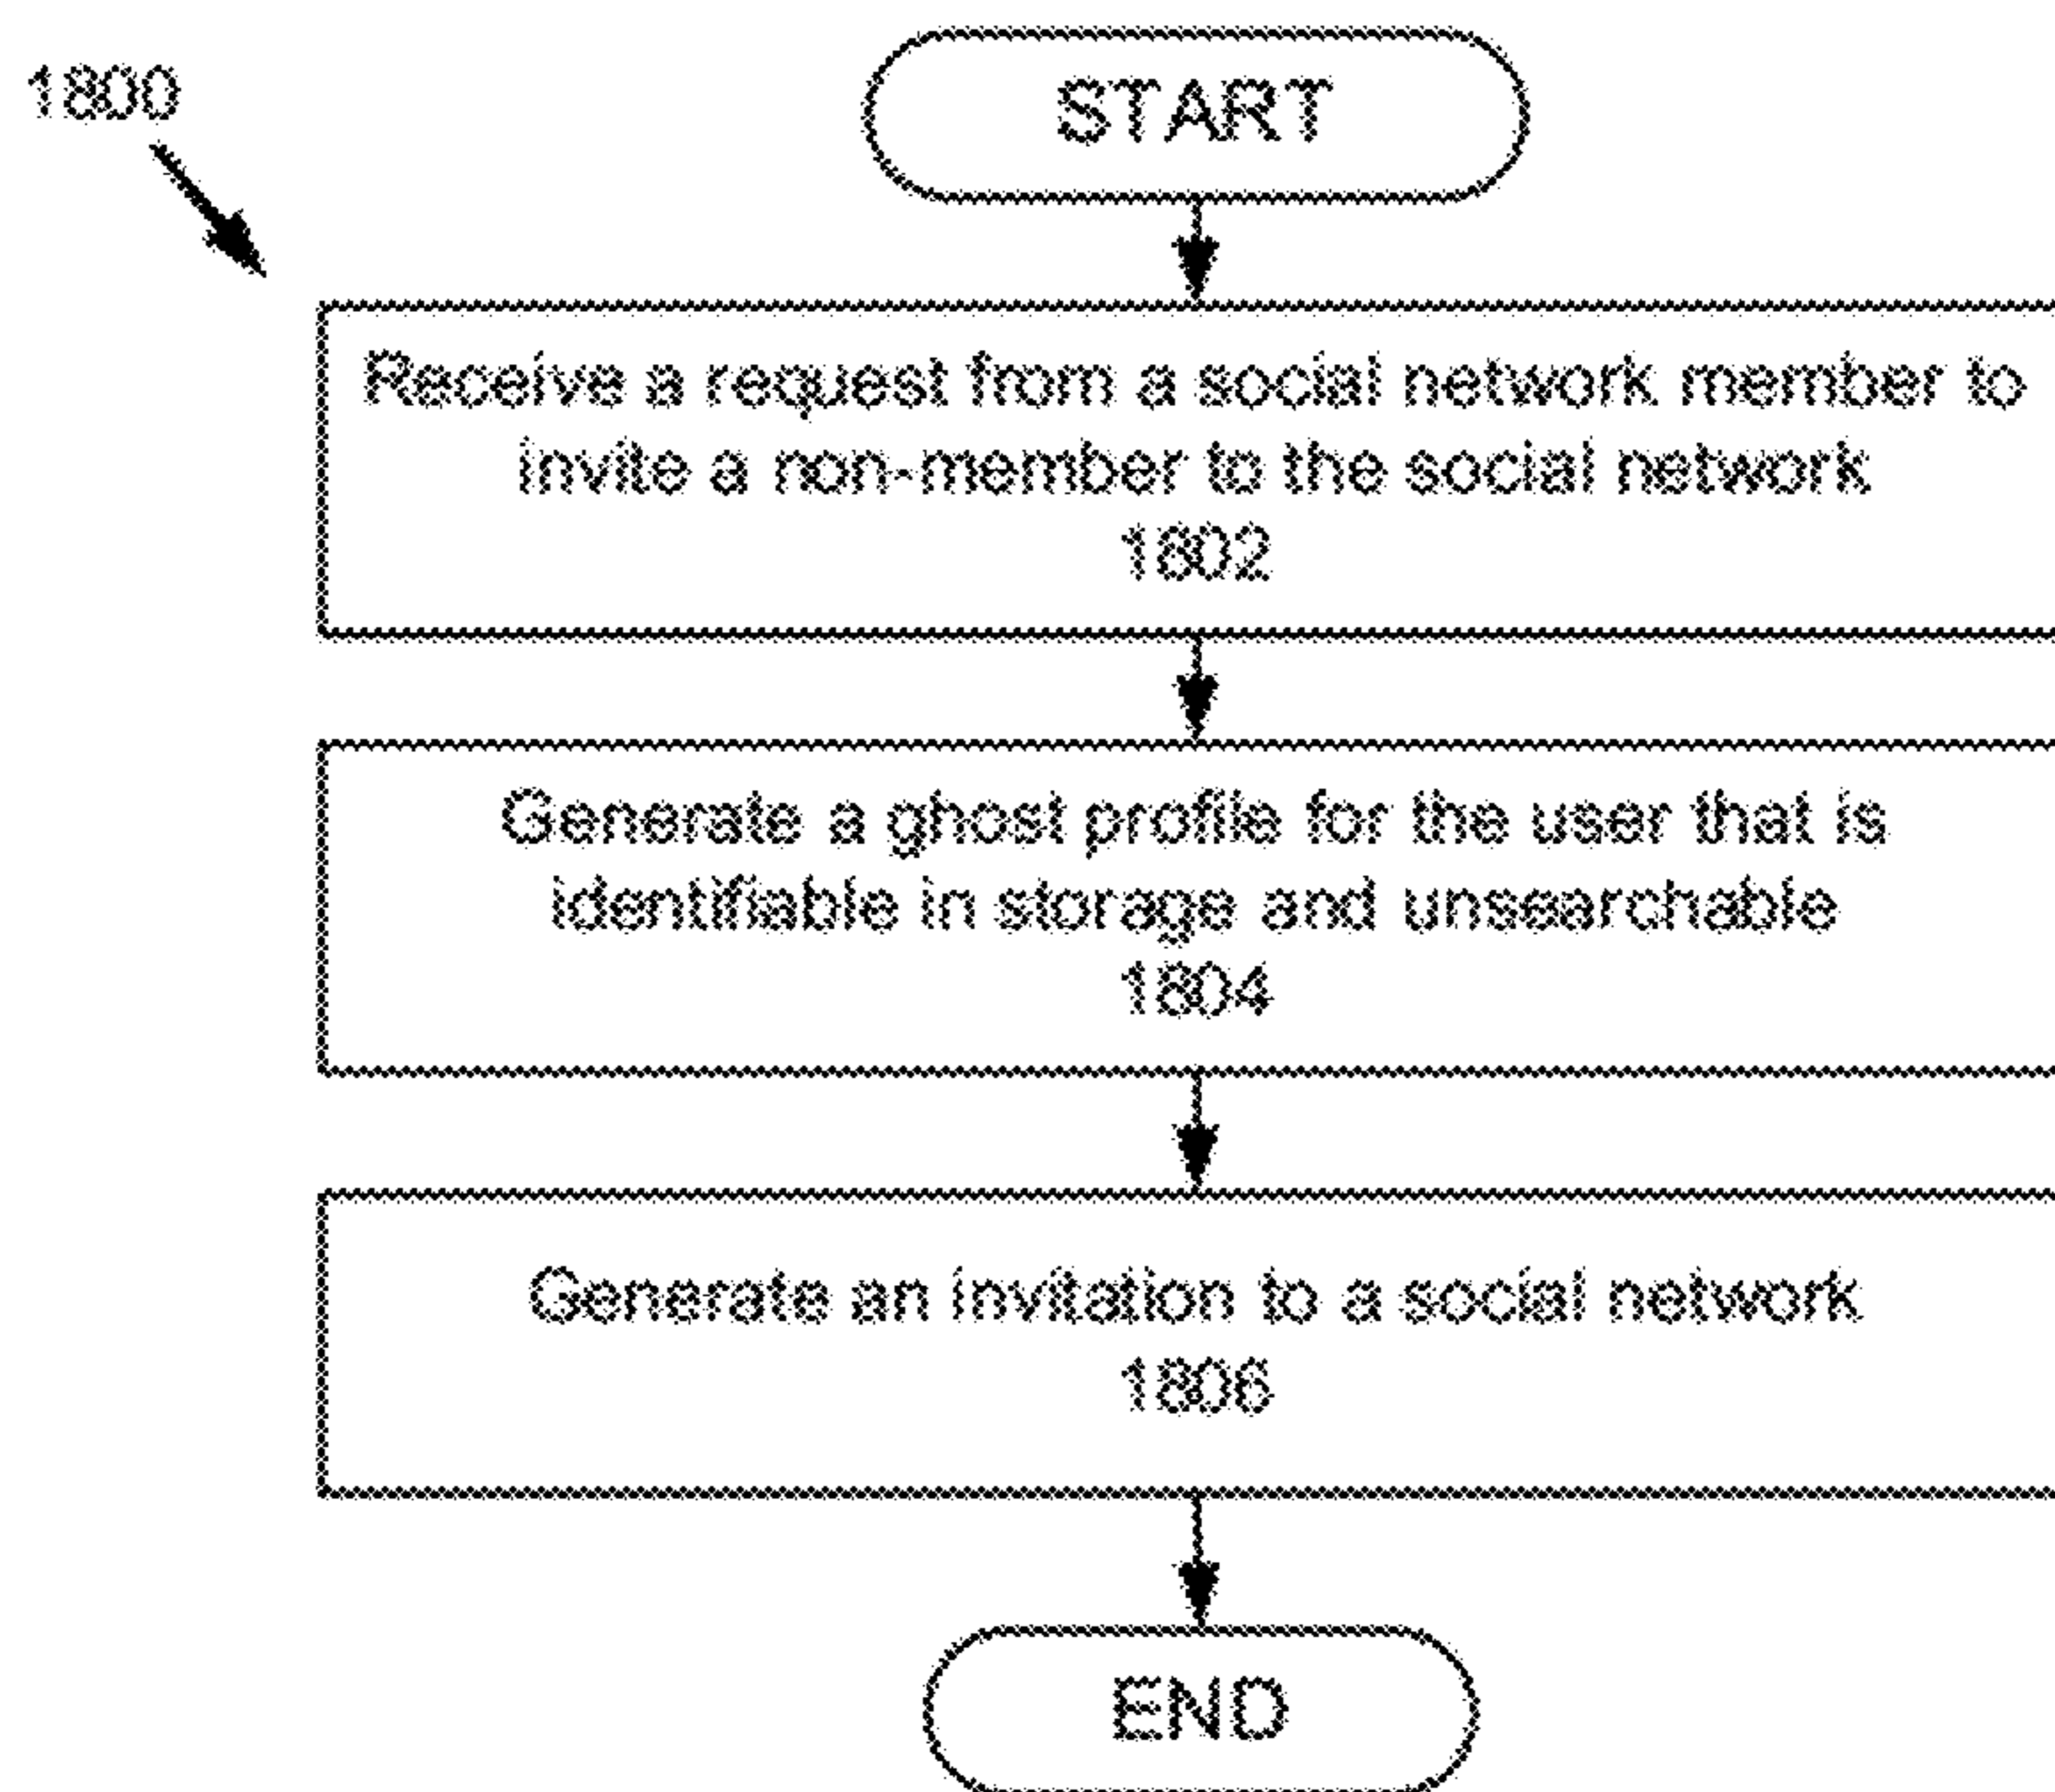 1800
START
Receive a request from a social network member to
invite a non-member to the social network
1802
Generate a ghost profile for the user that is
identifiable in storage and unsearchable
1804
Generate an invitation to a social network
1806
END